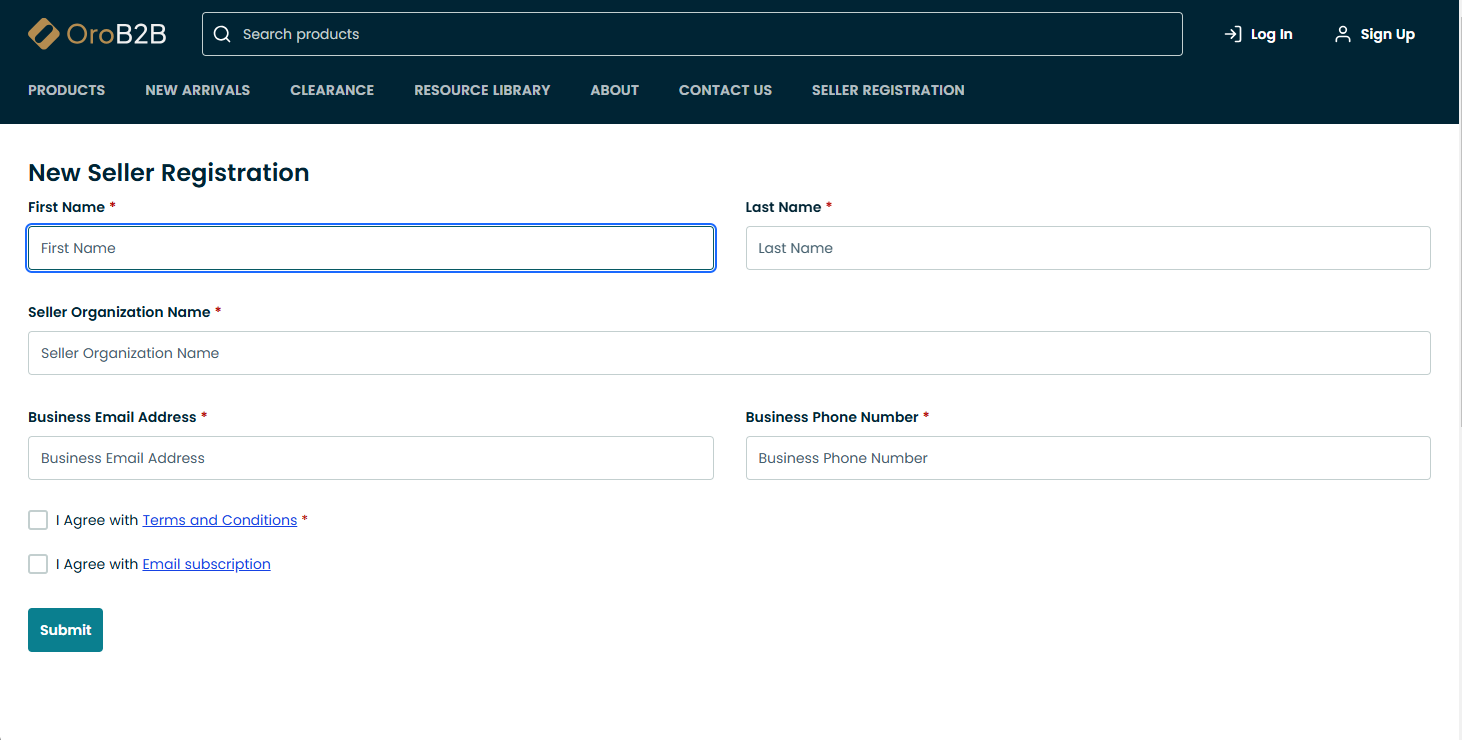 OroB2B
Search products
Log In
Sign Up
PRODUCTS NEW ARRIVALS CLEARANCE RESOURCE LIBRARY ABOUT CONTACT US SELLER REGISTRATION
New Seller Registration
First Name * Last Name *
First Name Last Name
Seller Organization Name *
Seller Organization Name
Business Email Address * Business Phone Number *
Business Email Address Business Phone Number
I Agree with Terms and Conditions *
I Agree with Email subscription
Submit